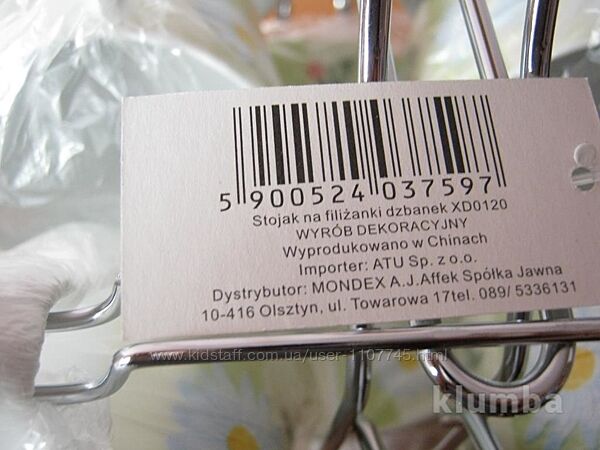 5 900524 037597
Stojak na filiżanki dzbanek XD0120
WYRÓB DEKORACYJNY
Wyprodukowano w Chinach
Importer: ATU Sp. z o.o.
Dystrybutor: MONDEX A.J.Affek Spółka Jawna
10-416 Olsztyn, ul. Towarowa 17tel. 089/ 5336131
www.kidstaff.com.ua/user-1107745.html
klumba